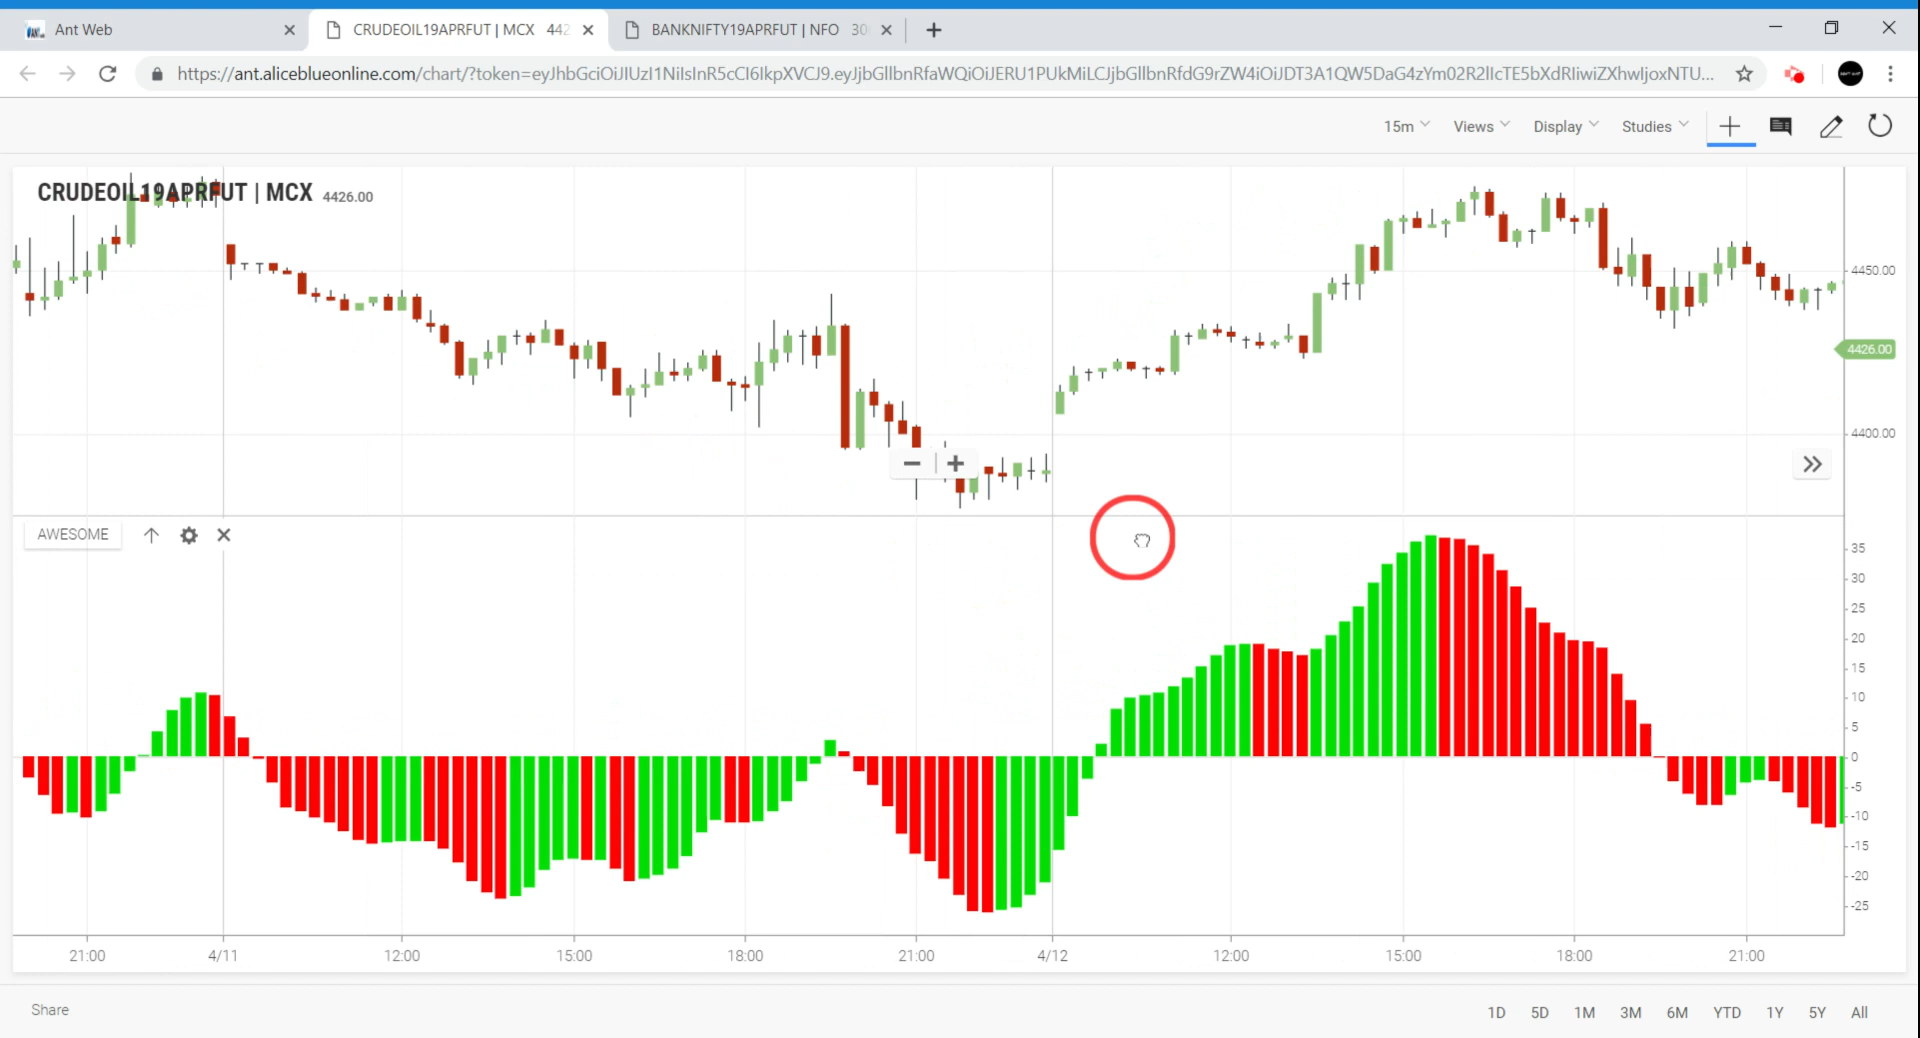 Ant Web
CRUDEOIL19APRFUT | MCX 442
BANKNIFTY19APRFUT | NFO 30
https://ant.aliceblueonline.com/chart/?token=
15m
Views
Display
Studies
CRUDEOIL19APRFUT | MCX 4426.00
4450.00
4426.00
4400.00
AWESOME
35
30
25
20
15
10
5
0
-5
-10
-15
-20
-25
21:00 4/11 12:00 15:00 18:00 21:00 4/12 12:00 15:00 18:00 21:00
Share
1D 5D 1M 3M 6M YTD 1Y 5Y All